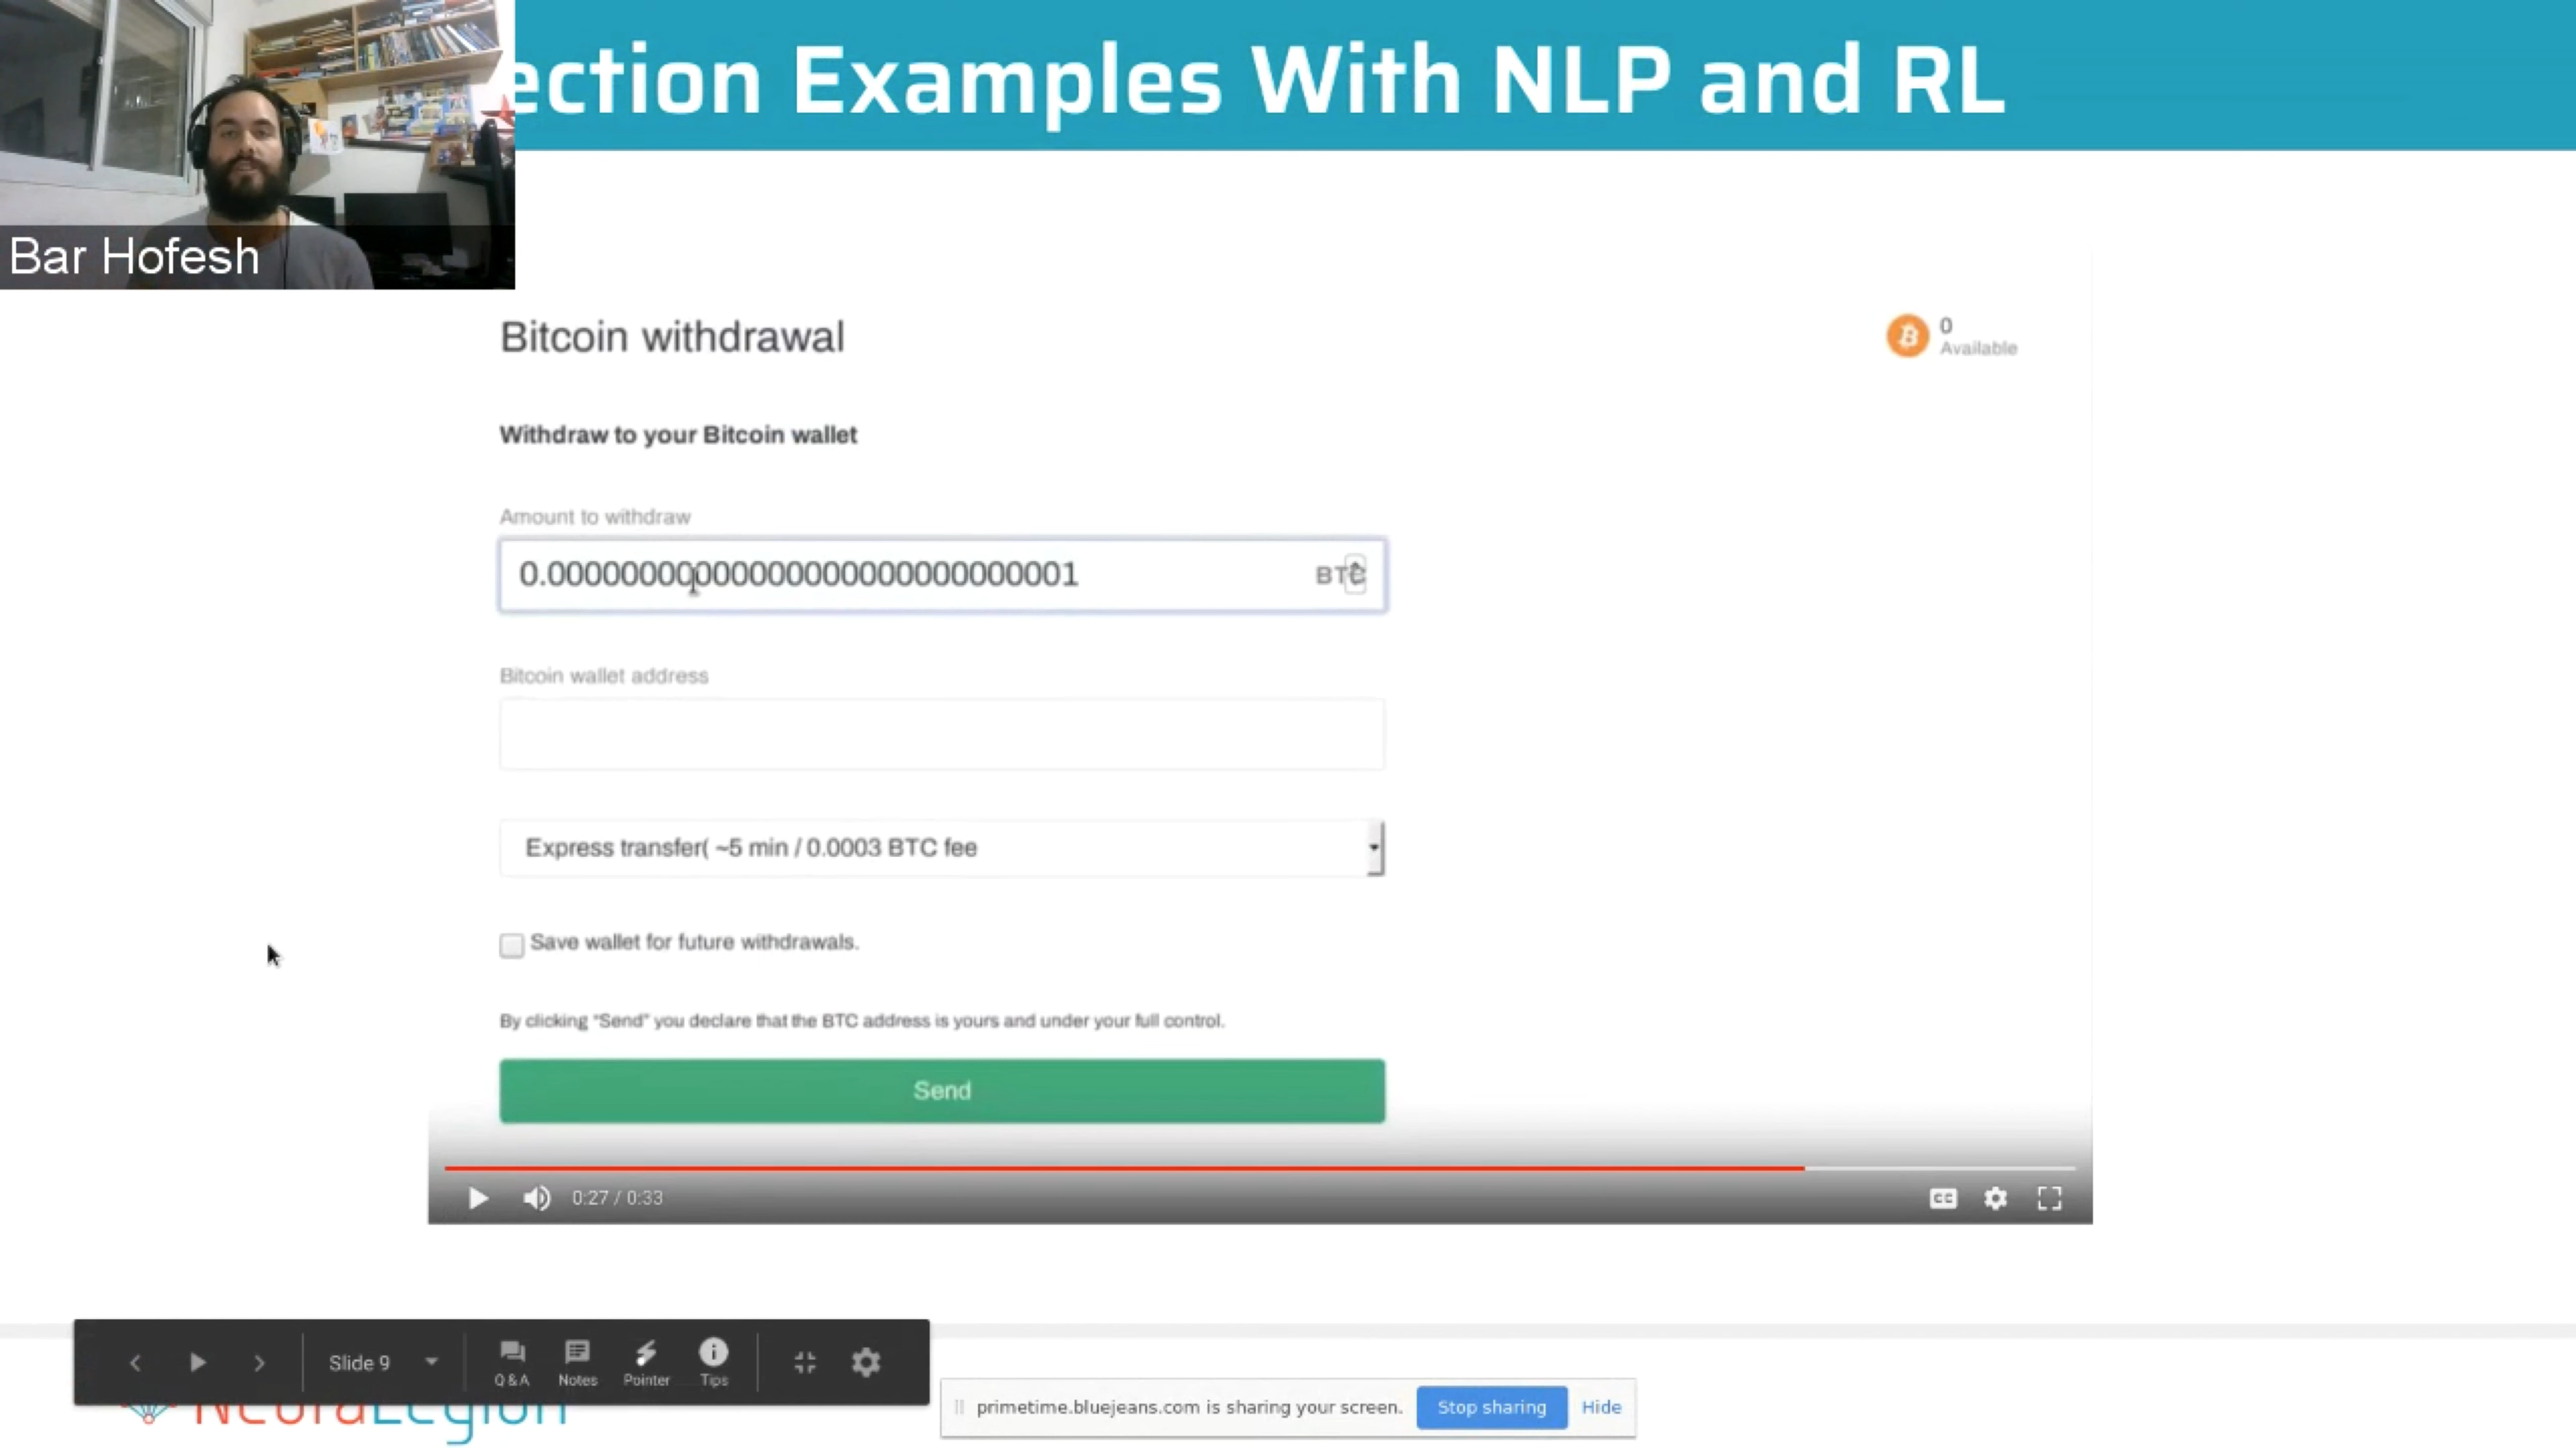 ection Examples With NLP and RL
Bar Hofesh
Bitcoin withdrawal
0
Available
Withdraw to your Bitcoin wallet
Amount to withdraw
BTC
Bitcoin wallet address
Express transfer( ~5 min / 0.0003 BTC fee
Save wallet for future withdrawals.
By clicking "Send" you declare that the BTC address is yours and under your full control.
Send
0:27 / 0:33
CC
Slide 9
Q & A
Notes
Pointer
Tips
NeuraLegion
primetime.bluejeans.com is sharing your screen.
Stop sharing
Hide